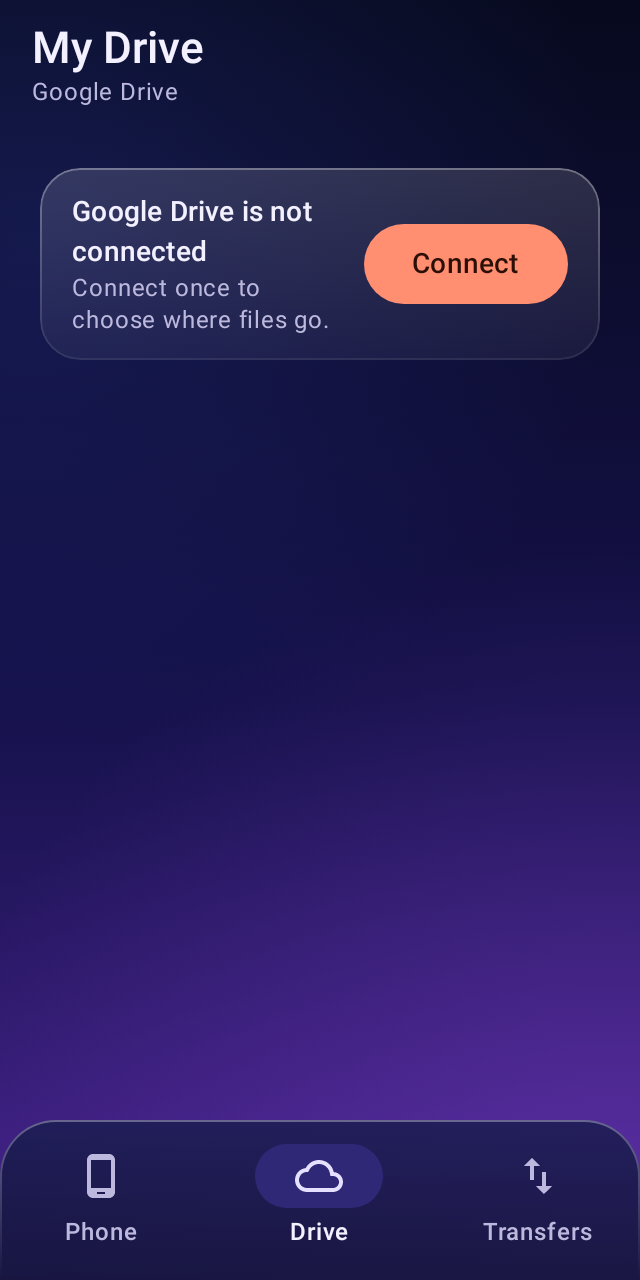 My Drive
Google Drive
Google Drive is not
connected
Connect once to
choose where files go.
Connect
Phone
Drive
Transfers